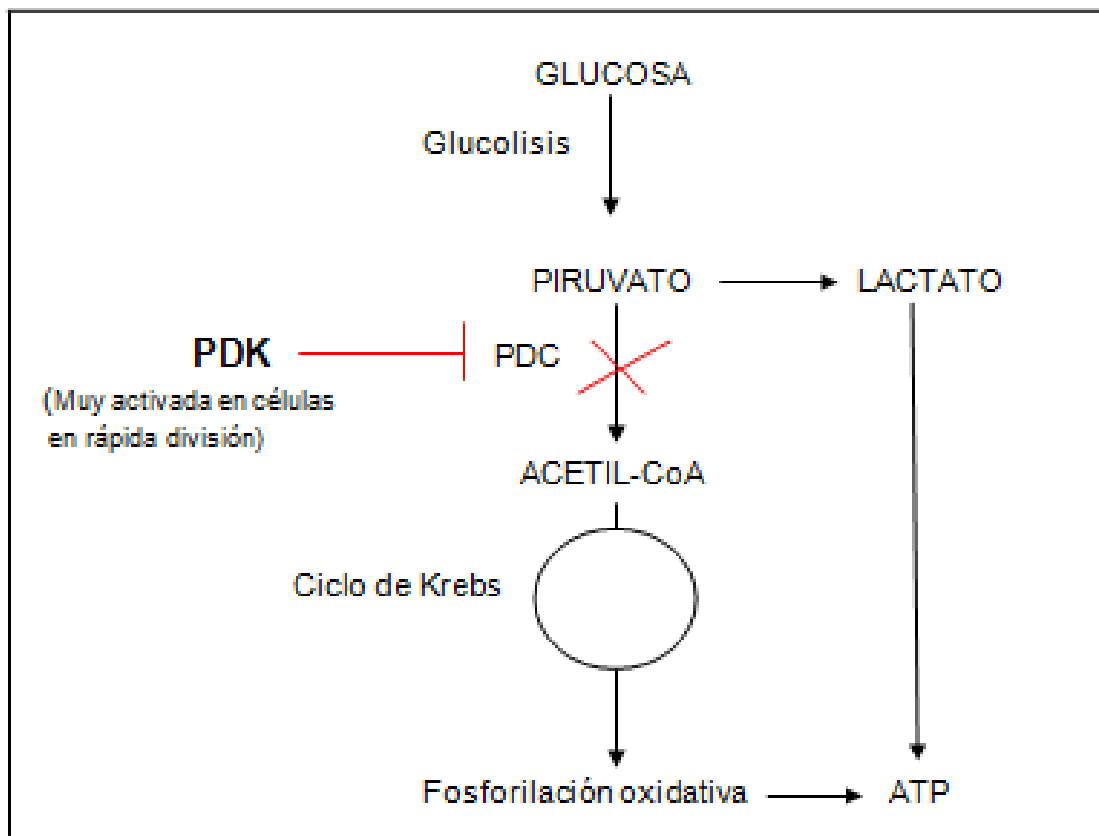 GLUCOSA
Glucolisis
PIRUVATO
LACTATO
PDK
PDC
(Muy activada en células
en rápida división)
ACETIL-CoA
Ciclo de Krebs
Fosforilación oxidativa
ATP